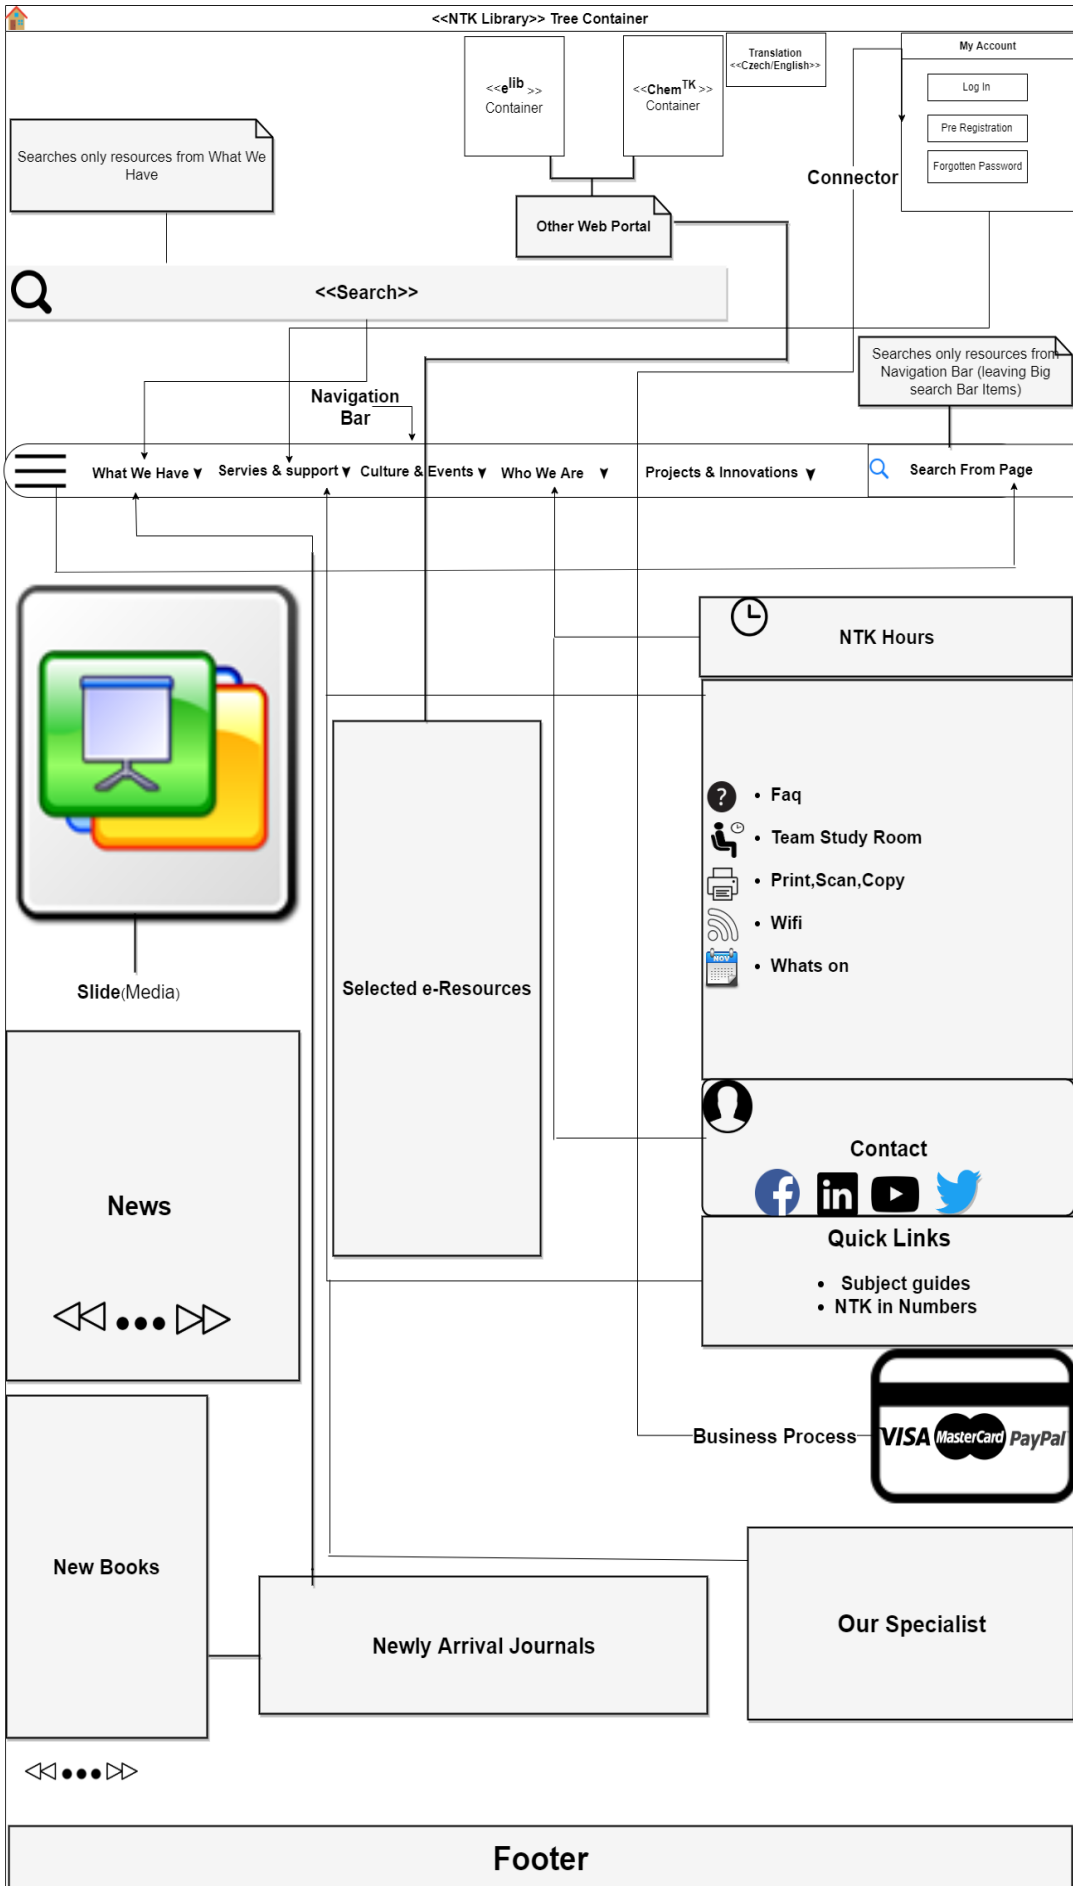 <<NTK Library>> Tree Container
<<elib >>
Container
<<ChemTK >>
Container
Translation
<<Czech/English>>
My Account
Log In
Pre Registration
Forgotten Password
Searches only resources from What We
Have
Connector
Other Web Portal
<<Search>>
Searches only resources from
Navigation Bar (leaving Big
search Bar Items)
Navigation
Bar
What We Have
Servies & support
Culture & Events
Who We Are
Projects & Innovations
Search From Page
NTK Hours
• Faq
• Team Study Room
• Print,Scan,Copy
• Wifi
NOV
• Whats on
Selected e-Resources
Slide(Media)
News
Contact
Quick Links
• Subject guides
• NTK in Numbers
Business Process
VISA MasterCard PayPal
New Books
Newly Arrival Journals
Our Specialist
Footer